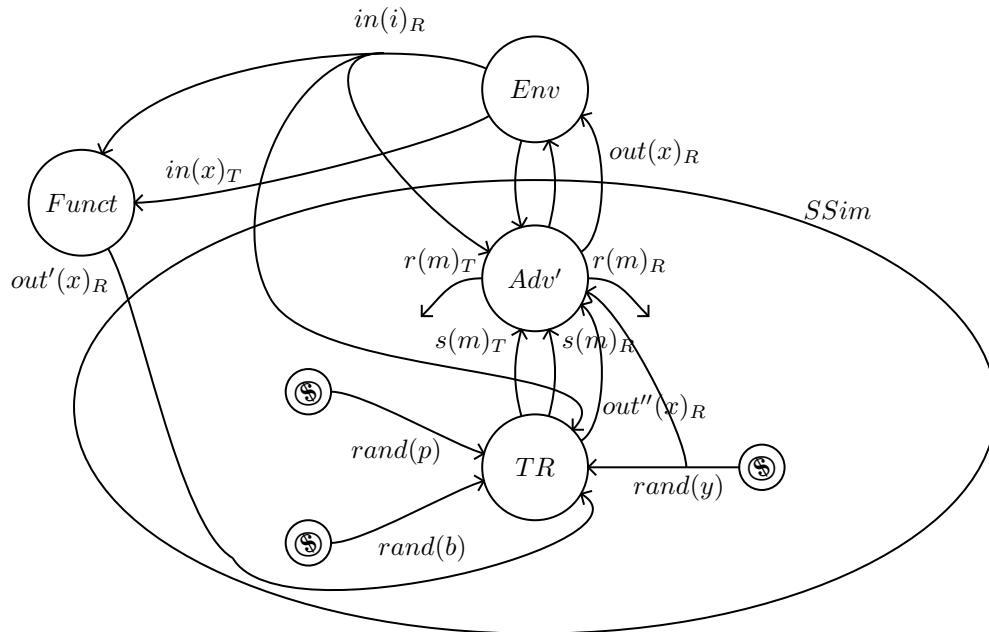 in(i)_R
Env
out(x)_R
in(x)_T
Funct
SSim
out'(x)_R
r(m)_T
Adv'
r(m)_R
s(m)_T
s(m)_R
$
out''(x)_R
rand(p)
TR
$
rand(y)
$
rand(b)